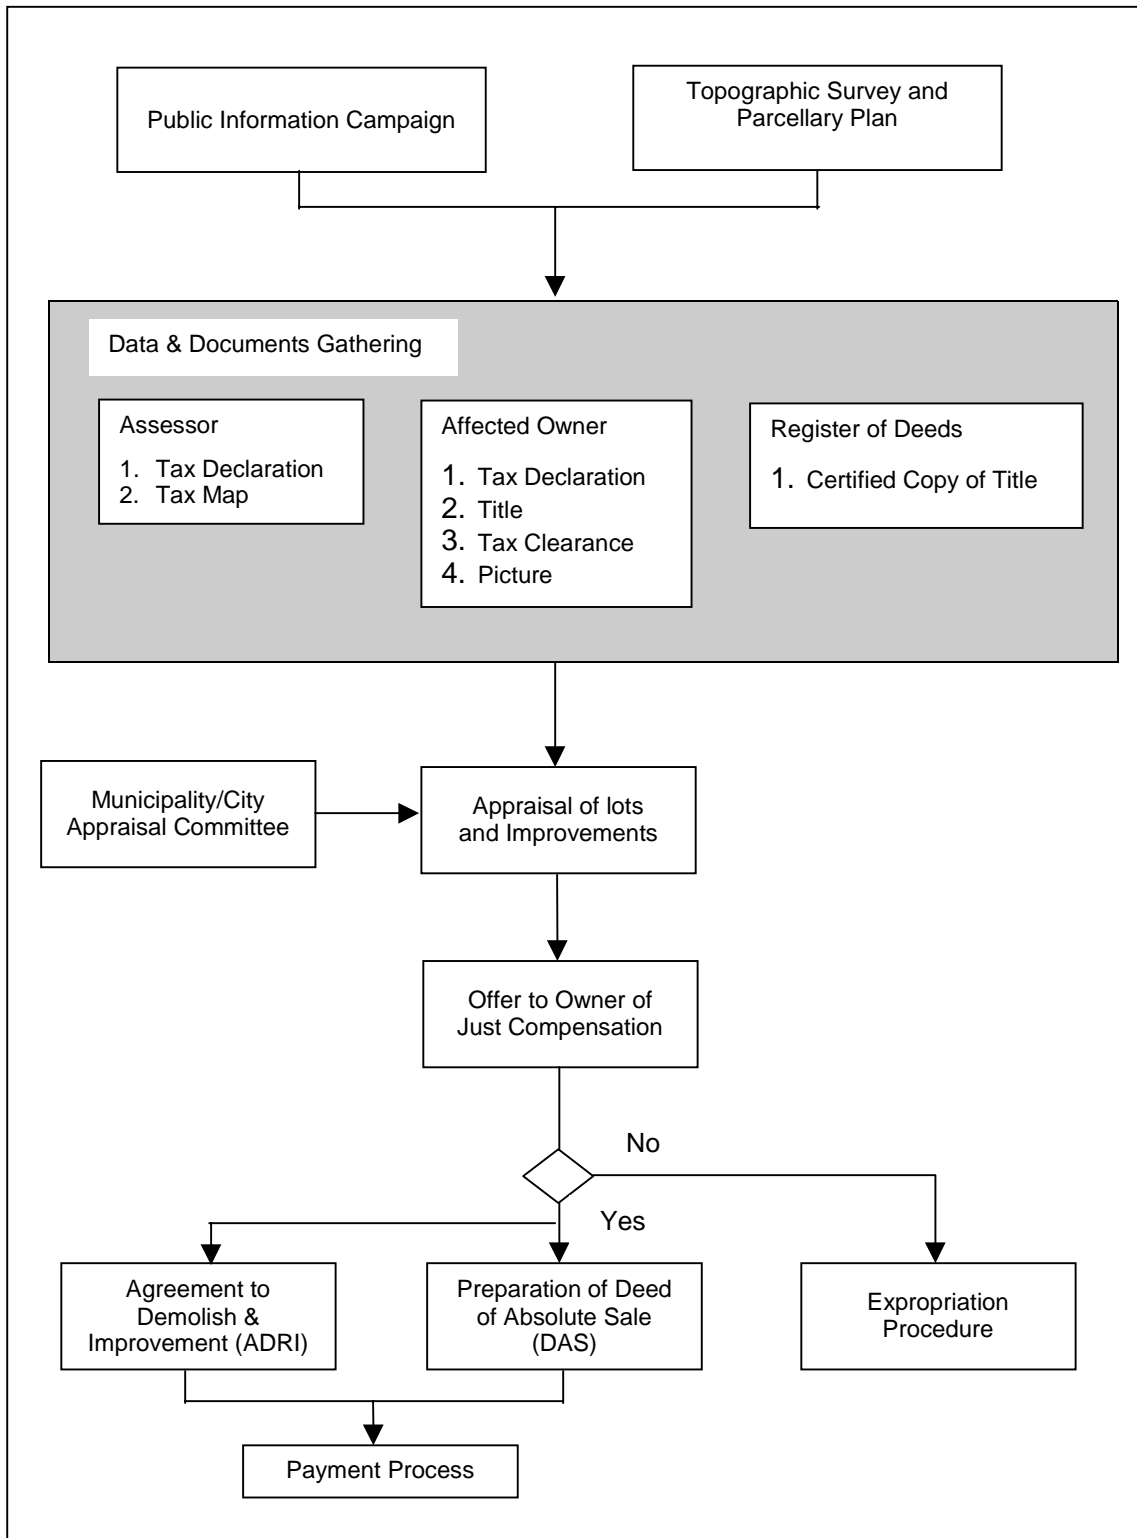 Public Information Campaign
Topographic Survey and
Parcellary Plan
Data & Documents Gathering
Assessor
1. Tax Declaration
2. Tax Map
Affected Owner
1. Tax Declaration
2. Title
3. Tax Clearance
4. Picture
Register of Deeds
1. Certified Copy of Title
Municipality/City
Appraisal Committee
Appraisal of lots
and Improvements
Offer to Owner of
Just Compensation
No
Yes
Agreement to
Demolish &
Improvement (ADRI)
Preparation of Deed
of Absolute Sale
(DAS)
Expropriation
Procedure
Payment Process